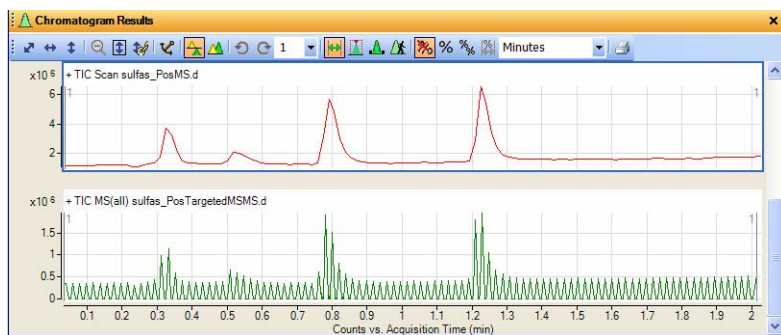 Chromatogram Results
1 % Minutes
x10 6 + TIC Scan sulfas_PosMS.d
1 1
6
4
2
x10 6 + TIC MS(all) sulfas_PosTargetedMSMS.d
1 1
1.5
1
0.5
0
0.1 0.2 0.3 0.4 0.5 0.6 0.7 0.8 0.9 1 1.1 1.2 1.3 1.4 1.5 1.6 1.7 1.8 1.9 2
Counts vs. Acquisition Time (min)